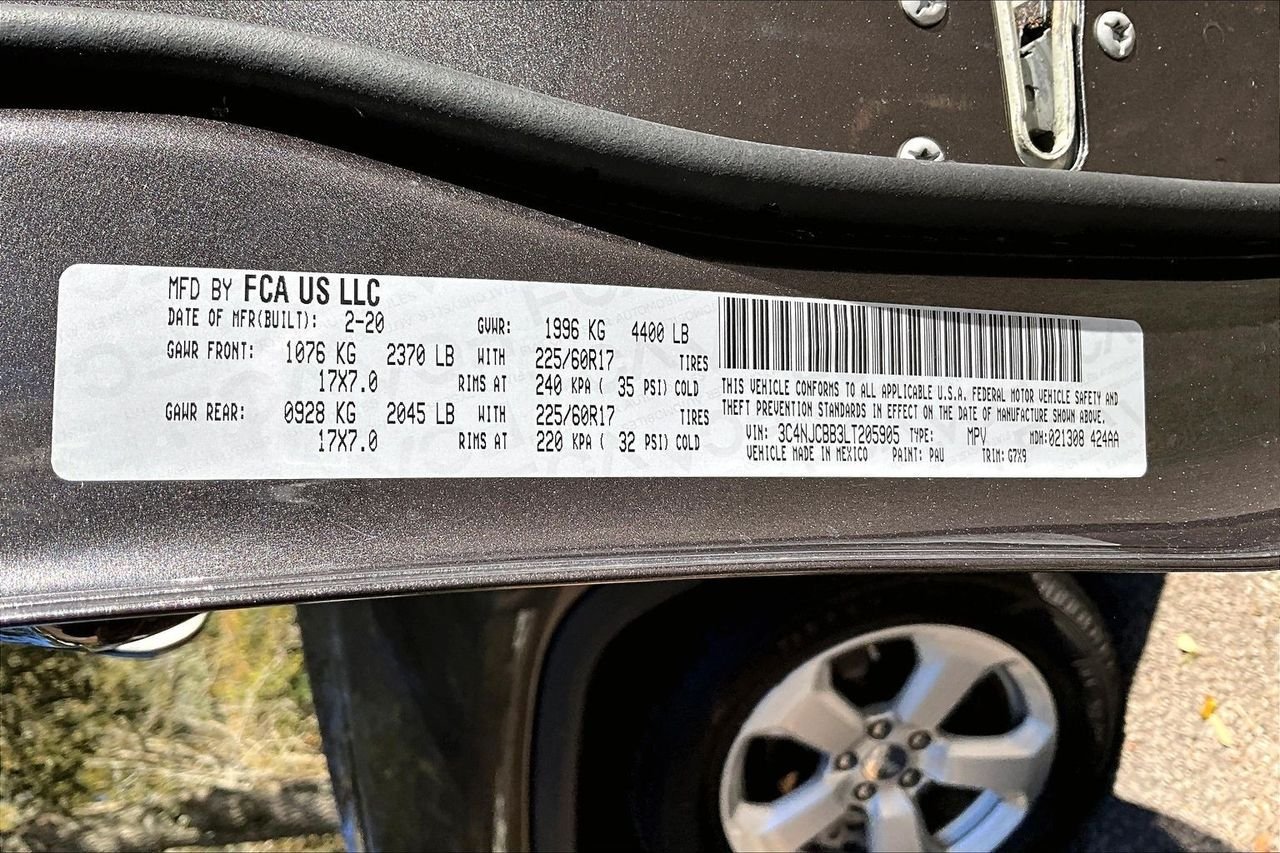 MFD BY FCA US LLC
DATE OF MFR(BUILT): 2-20 GVWR: 1996 KG 4400 LB
GAWR FRONT: 1076 KG 2370 LB WITH 225/60R17 TIRES
17X7.0 RIMS AT 240 KPA ( 35 PSI) COLD
GAWR REAR: 0928 KG 2045 LB WITH 225/60R17 TIRES
17X7.0 RIMS AT 220 KPA ( 32 PSI) COLD
THIS VEHICLE CONFORMS TO ALL APPLICABLE U.S.A. FEDERAL MOTOR VEHICLE SAFETY AND
THEFT PREVENTION STANDARDS IN EFFECT ON THE DATE OF MANUFACTURE SHOWN ABOVE.
VIN: 3C4NJCBB3LT205905 TYPE: MPV MDH:021308 424AA
VEHICLE MADE IN MEXICO PAINT: PAU TRIM: G7X9